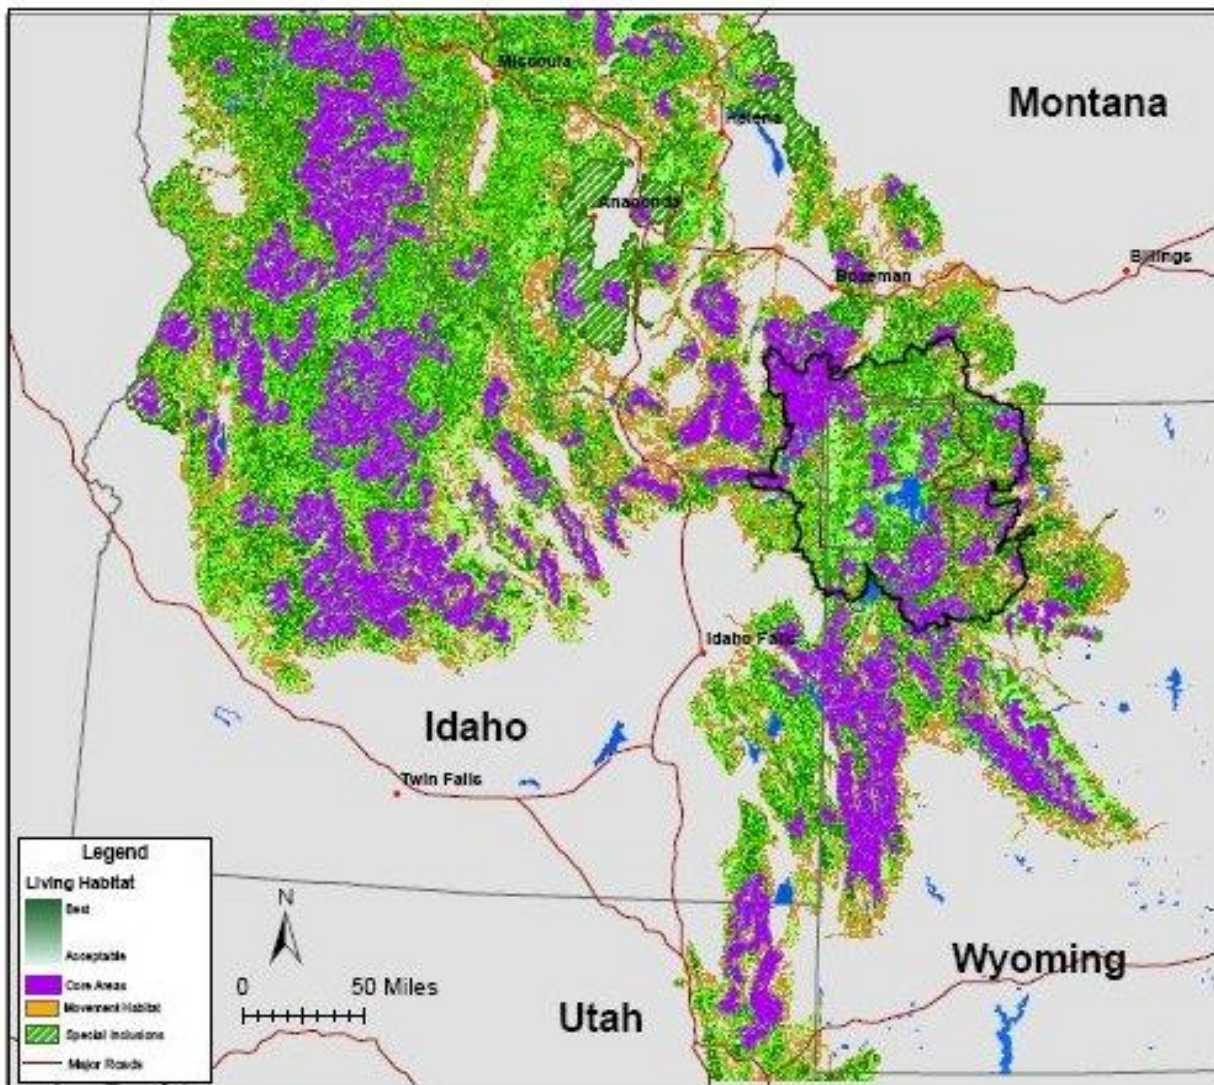 Missoula
Montana
Helena
Anaconda
Billings
Bozeman
Idaho Falls
Idaho
Twin Falls
Legend
Living Habitat
Best
Acceptable
Core Areas
Movement Habitat
Special Inclusions
Major Roads
N
0 50 Miles
Wyoming
Utah